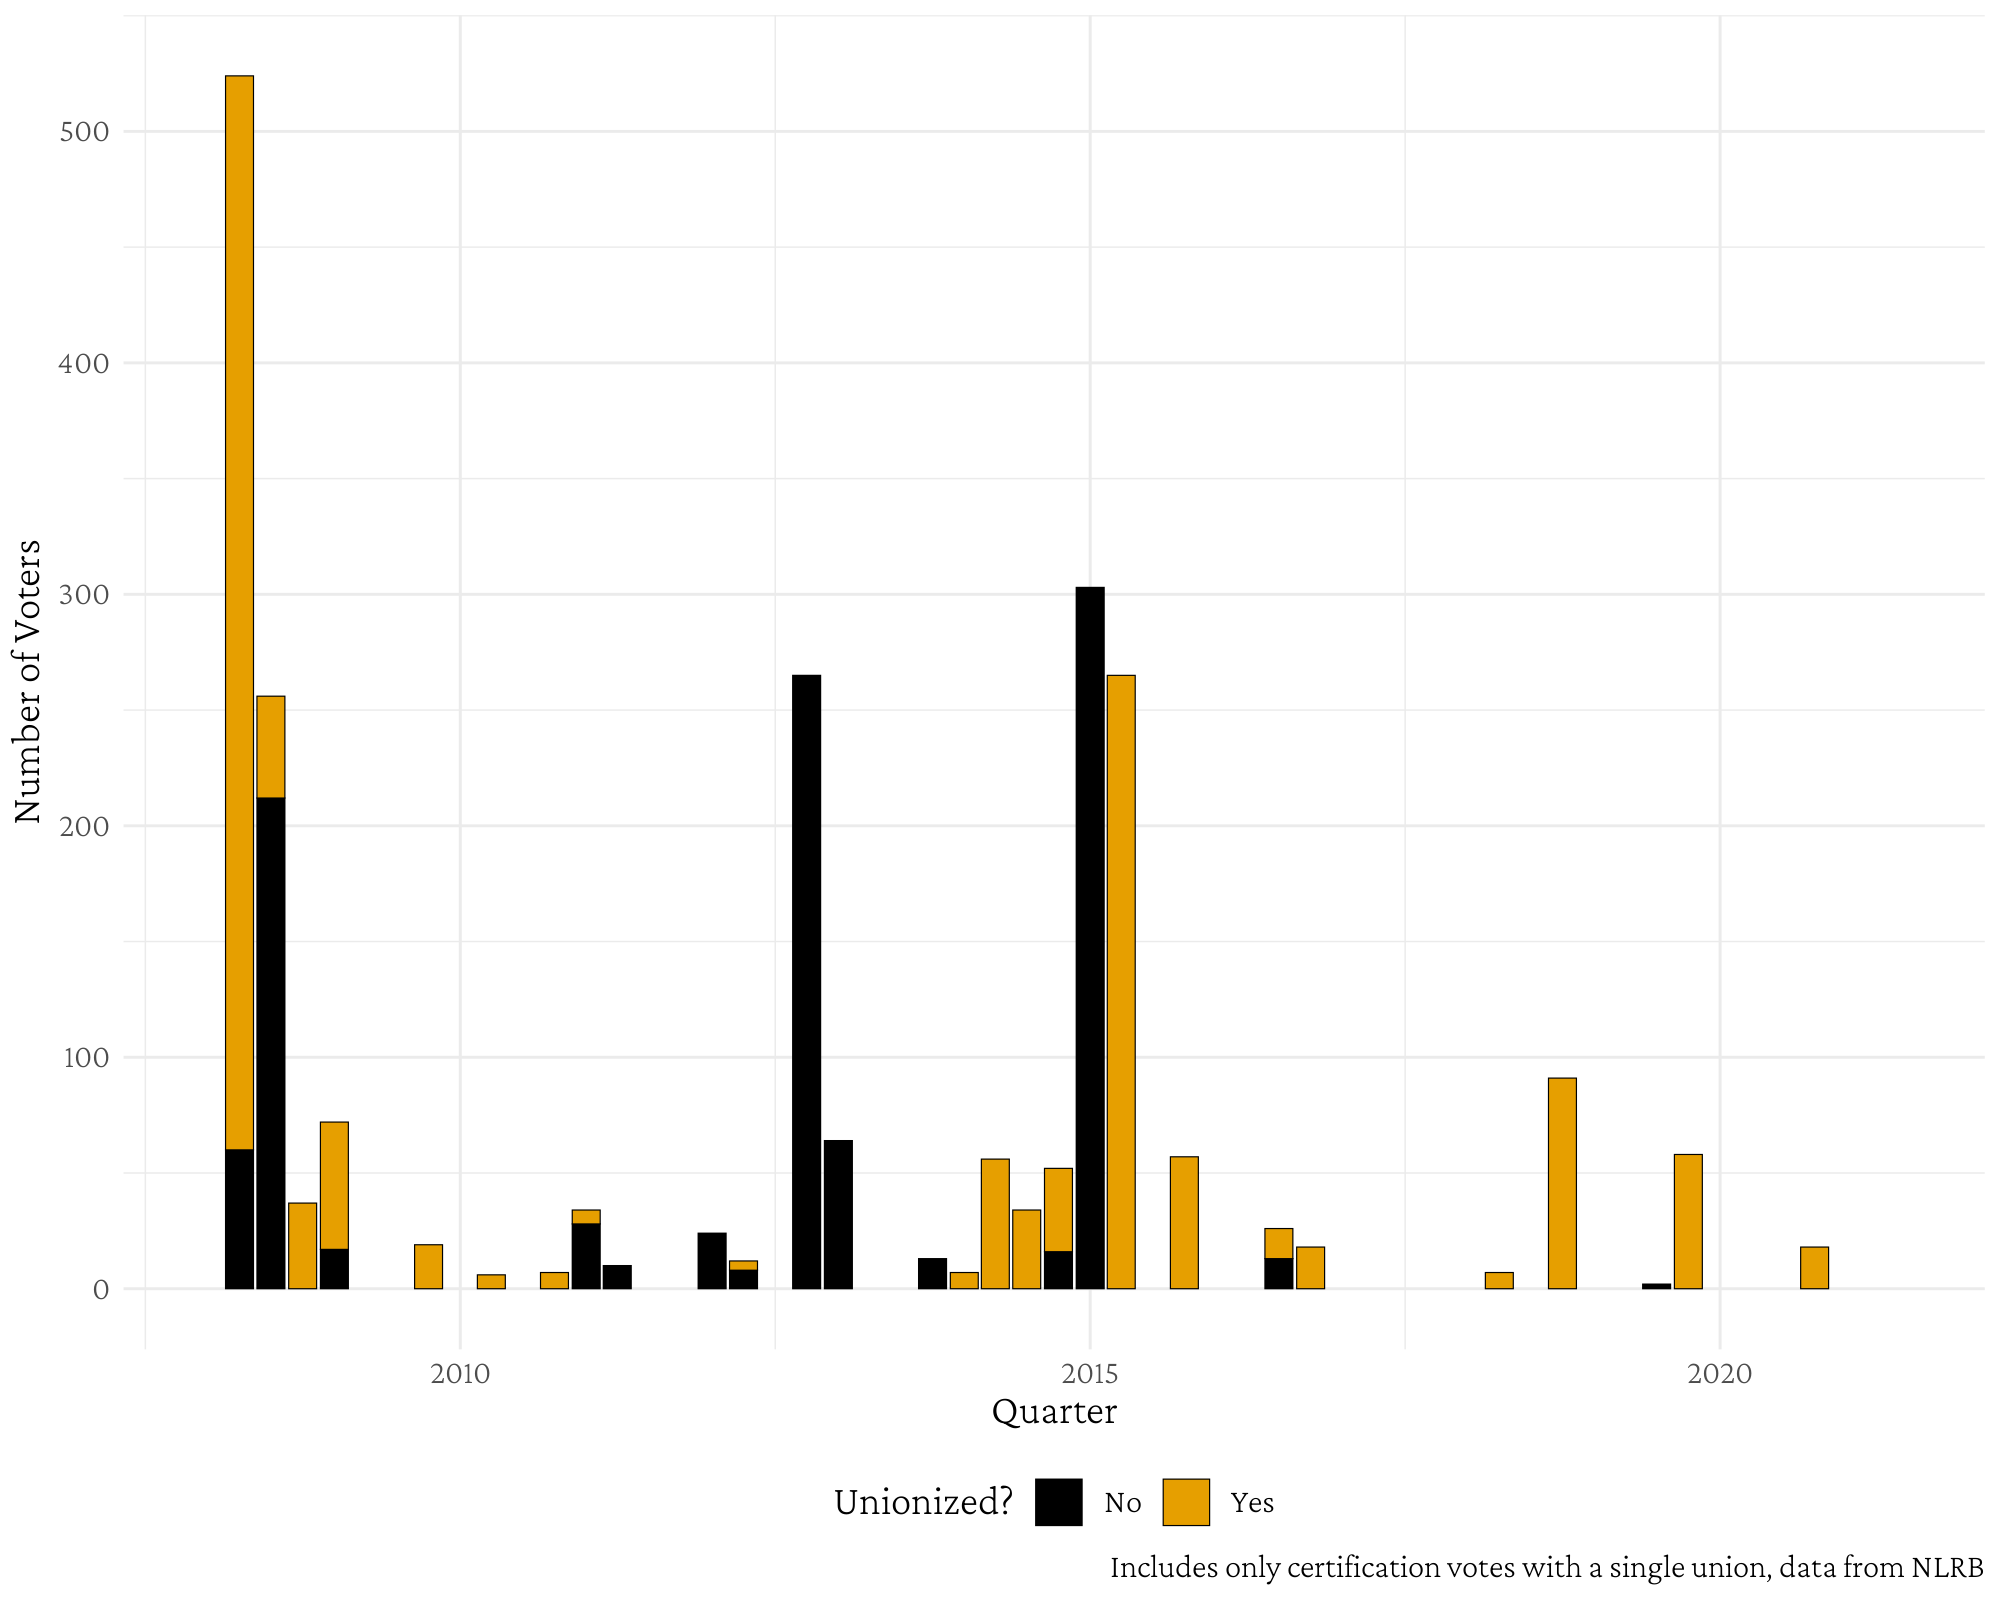 500
400
300
200
100
0
Number of Voters
2010 2015 2020
Quarter
Unionized? No Yes
Includes only certification votes with a single union, data from NLRB